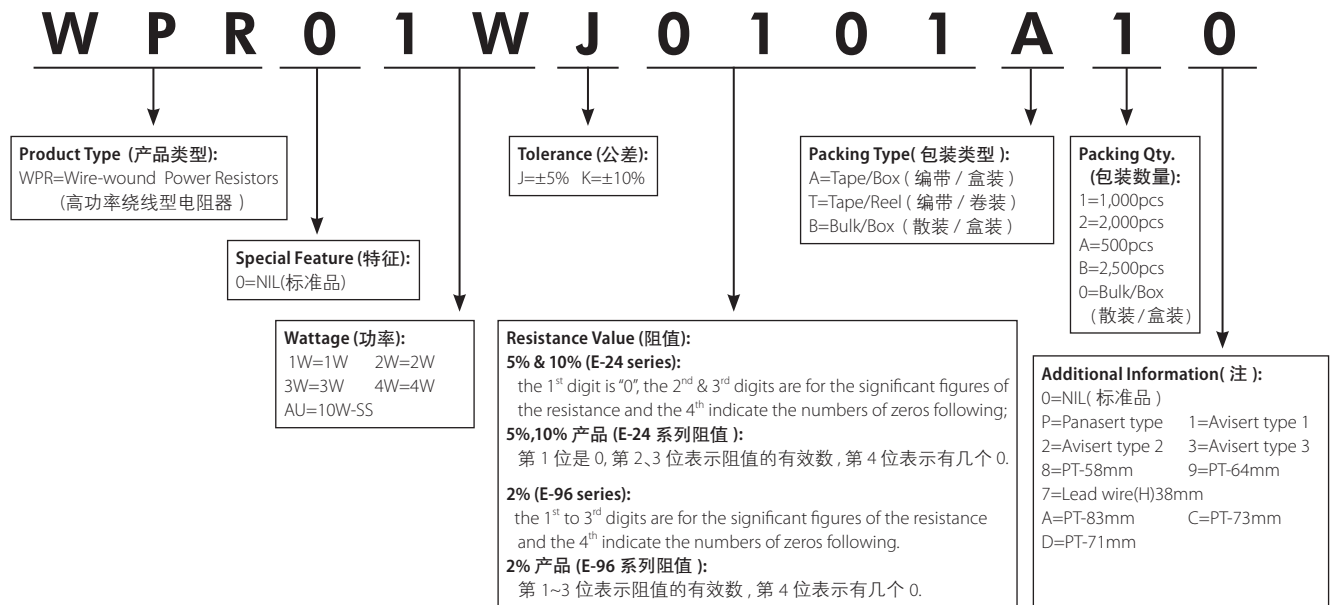 W P R 0 1 W J 0 1 0 1 A 1 0
Product Type (产品类型):
WPR=Wire-wound Power Resistors
(高功率绕线型电阻器)
Special Feature (特征):
0=NIL(标准品)
Wattage (功率):
1W=1W 2W=2W
3W=3W 4W=4W
AU=10W-SS
Tolerance (公差):
J=±5% K=±10%
Resistance Value (阻值):
5% & 10% (E-24 series):
the 1st digit is "0", the 2nd & 3rd digits are for the significant figures of
the resistance and the 4th indicate the numbers of zeros following;
5%,10% 产品 (E-24 系列阻值):
第 1 位是 0, 第 2、3 位表示阻值的有效数, 第 4 位表示有几个 0.
2% (E-96 series):
the 1st to 3rd digits are for the significant figures of the resistance
and the 4th indicate the numbers of zeros following.
2% 产品 (E-96 系列阻值):
第 1~3 位表示阻值的有效数, 第 4 位表示有几个 0.
Packing Type( 包装类型 ):
A=Tape/Box ( 编带 / 盒装 )
T=Tape/Reel ( 编带 / 卷装 )
B=Bulk/Box ( 散装 / 盒装 )
Packing Qty.
(包装数量):
1=1,000pcs
2=2,000pcs
A=500pcs
B=2,500pcs
0=Bulk/Box
(散装/盒装)
Additional Information( 注 ):
0=NIL( 标准品 )
P=Panasert type 1=Avisert type 1
2=Avisert type 2 3=Avisert type 3
8=PT-58mm 9=PT-64mm
7=Lead wire(H)38mm
A=PT-83mm C=PT-73mm
D=PT-71mm